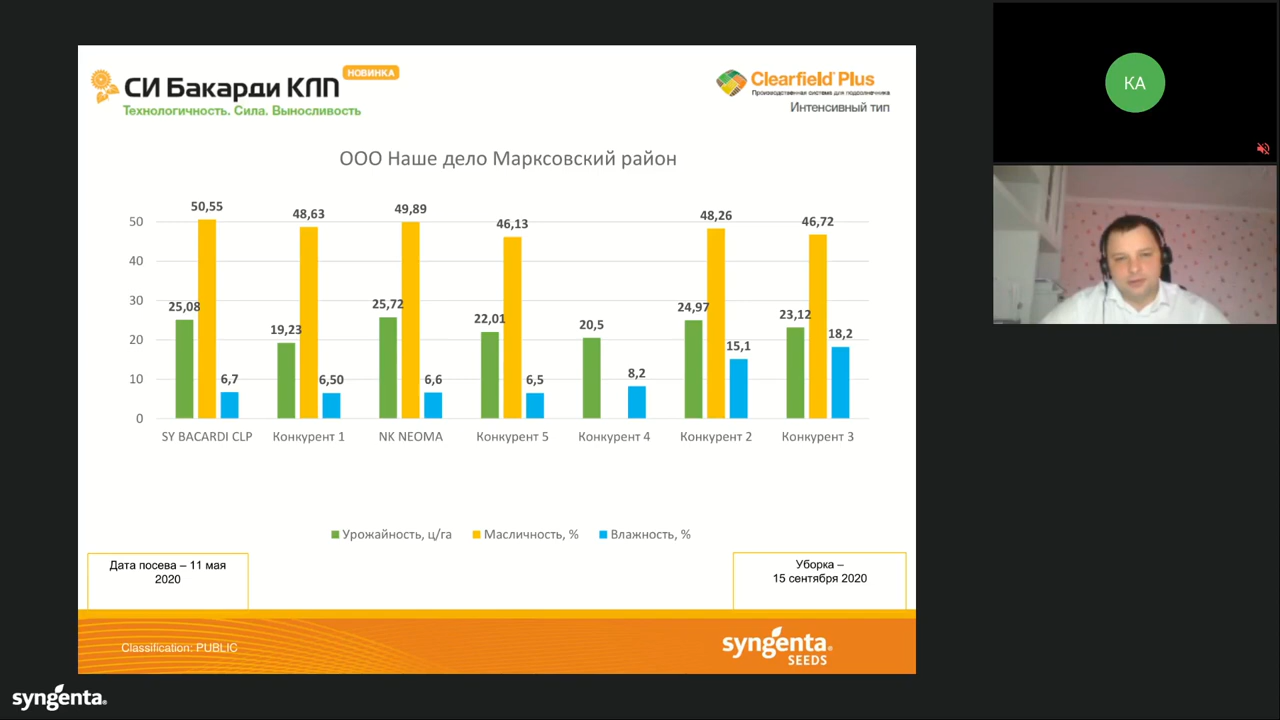 СИ Бакарди КЛП
НОВИНКА
Технологичность. Сила. Выносливость
Clearfield® Plus
Производственная система для подсолнечника
Интенсивный тип
ООО Наше дело Марксовский район
50
40
30
20
10
0
25,08
50,55
6,7
19,23
48,63
6,50
25,72
49,89
6,6
22,01
46,13
6,5
20,5
8,2
24,97
48,26
15,1
23,12
46,72
18,2
SY BACARDI CLP
Конкурент 1
NK NEOMA
Конкурент 5
Конкурент 4
Конкурент 2
Конкурент 3
Урожайность, ц/га
Масличность, %
Влажность, %
Дата посева – 11 мая
2020
Уборка –
15 сентября 2020
Classification: PUBLIC
syngenta®
SEEDS
syngenta®
КА